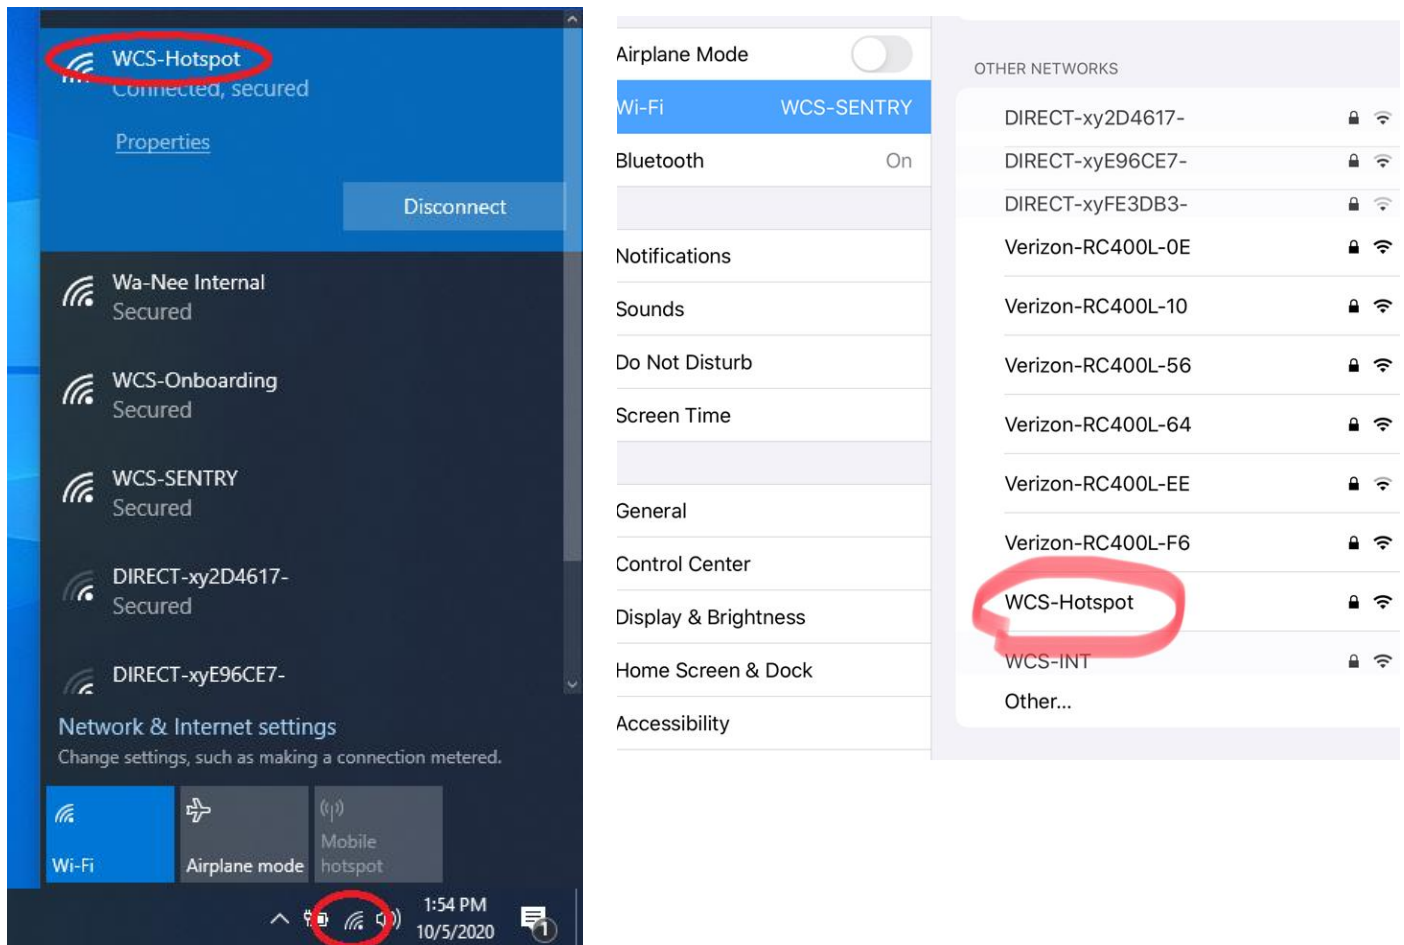 WCS-Hotspot
Connected, secured
Properties
Disconnect
Wa-Nee Internal
Secured
WCS-Onboarding
Secured
WCS-SENTRY
Secured
DIRECT-xy2D4617-
Secured
DIRECT-xyE96CE7-
Network & Internet settings
Change settings, such as making a connection metered.
Wi-Fi
Airplane mode
Mobile
hotspot
1:54 PM
10/5/2020
1
Airplane Mode
Wi-Fi WCS-SENTRY
Bluetooth On
Notifications
Sounds
Do Not Disturb
Screen Time
General
Control Center
Display & Brightness
Home Screen & Dock
Accessibility
OTHER NETWORKS
DIRECT-xy2D4617-
DIRECT-xyE96CE7-
DIRECT-xyFE3DB3-
Verizon-RC400L-0E
Verizon-RC400L-10
Verizon-RC400L-56
Verizon-RC400L-64
Verizon-RC400L-EE
Verizon-RC400L-F6
WCS-Hotspot
WCS-INT
Other...